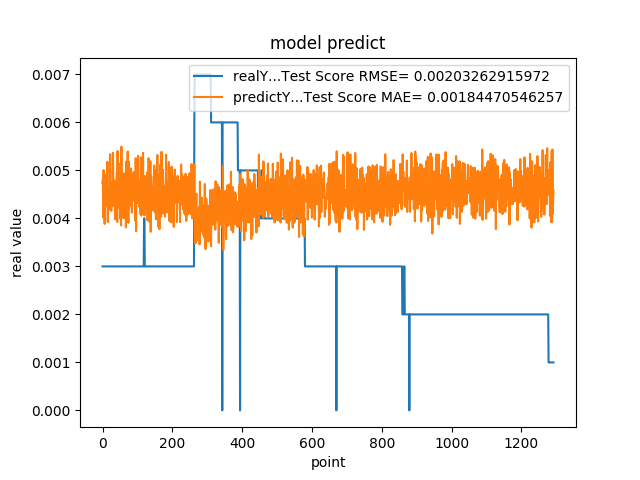 model predict
realY...Test Score RMSE= 0.00203262915972
predictY...Test Score MAE= 0.00184470546257
0.007
0.006
0.005
0.004
0.003
0.002
0.001
0.000
real value
0 200 400 600 800 1000 1200
point